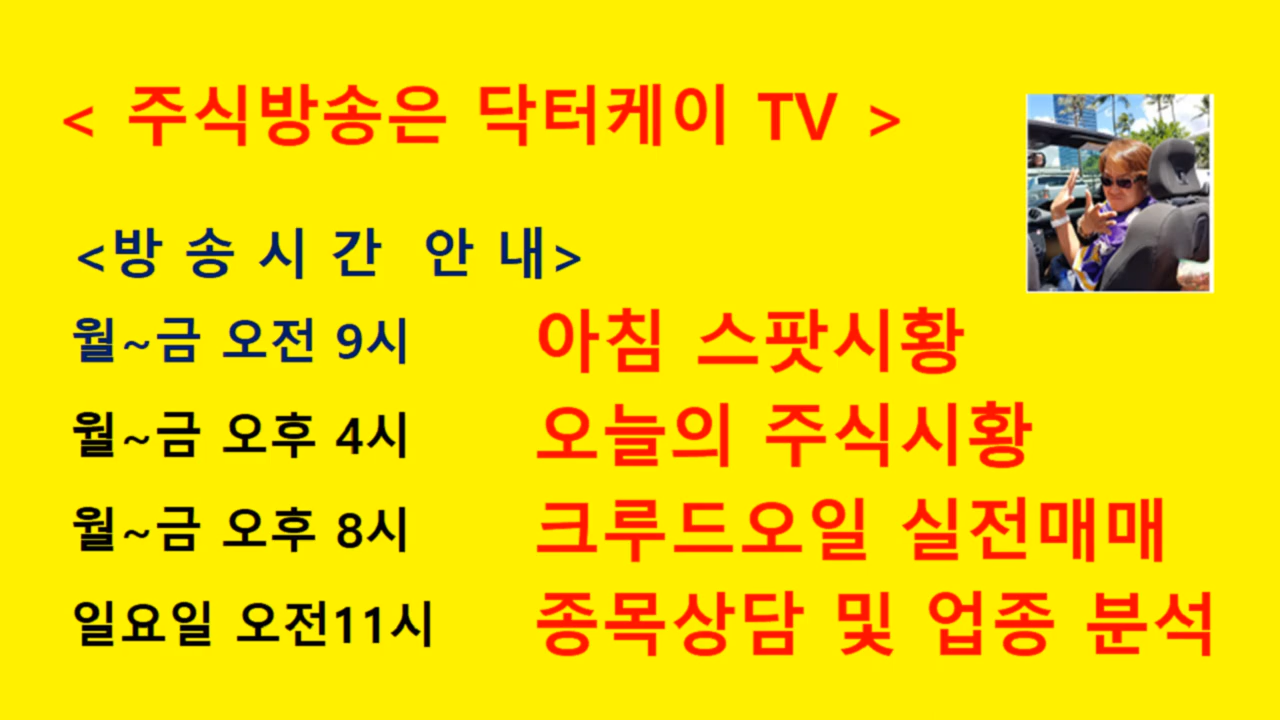 < 주식방송은 닥터케이 TV >
<방 송 시 간 안 내>
월~금 오전 9시 아침 스팟시황
월~금 오후 4시 오늘의 주식시황
월~금 오후 8시 크루드오일 실전매매
일요일 오전11시 종목상담 및 업종 분석